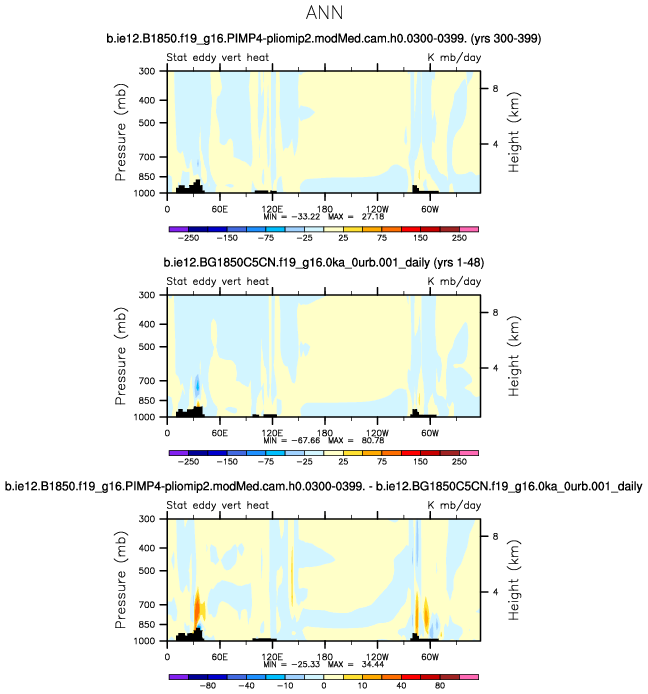 ANN
b.ie12.B1850.f19_g16.PIMP4-pliomip2.modMed.cam.h0.0300-0399. (yrs 300-399)
Stat eddy vert heat K mb/day
300
400
500
700
850
1000
Pressure (mb)
8
4
Height (km)
0 60E 120E 180 120W 60W
MIN = -33.22 MAX = 27.18
-250 -150 -75 -25 25 75 150 250
b.ie12.BG1850C5CN.f19_g16.0ka_0urb.001_daily (yrs 1-48)
Stat eddy vert heat K mb/day
300
400
500
700
850
1000
Pressure (mb)
8
4
Height (km)
0 60E 120E 180 120W 60W
MIN = -67.66 MAX = 80.78
-250 -150 -75 -25 25 75 150 250
b.ie12.B1850.f19_g16.PIMP4-pliomip2.modMed.cam.h0.0300-0399. - b.ie12.BG1850C5CN.f19_g16.0ka_0urb.001_daily
Stat eddy vert heat K mb/day
300
400
500
700
850
1000
Pressure (mb)
8
4
Height (km)
0 60E 120E 180 120W 60W
MIN = -25.33 MAX = 34.44
-80 -40 -10 0 10 40 80